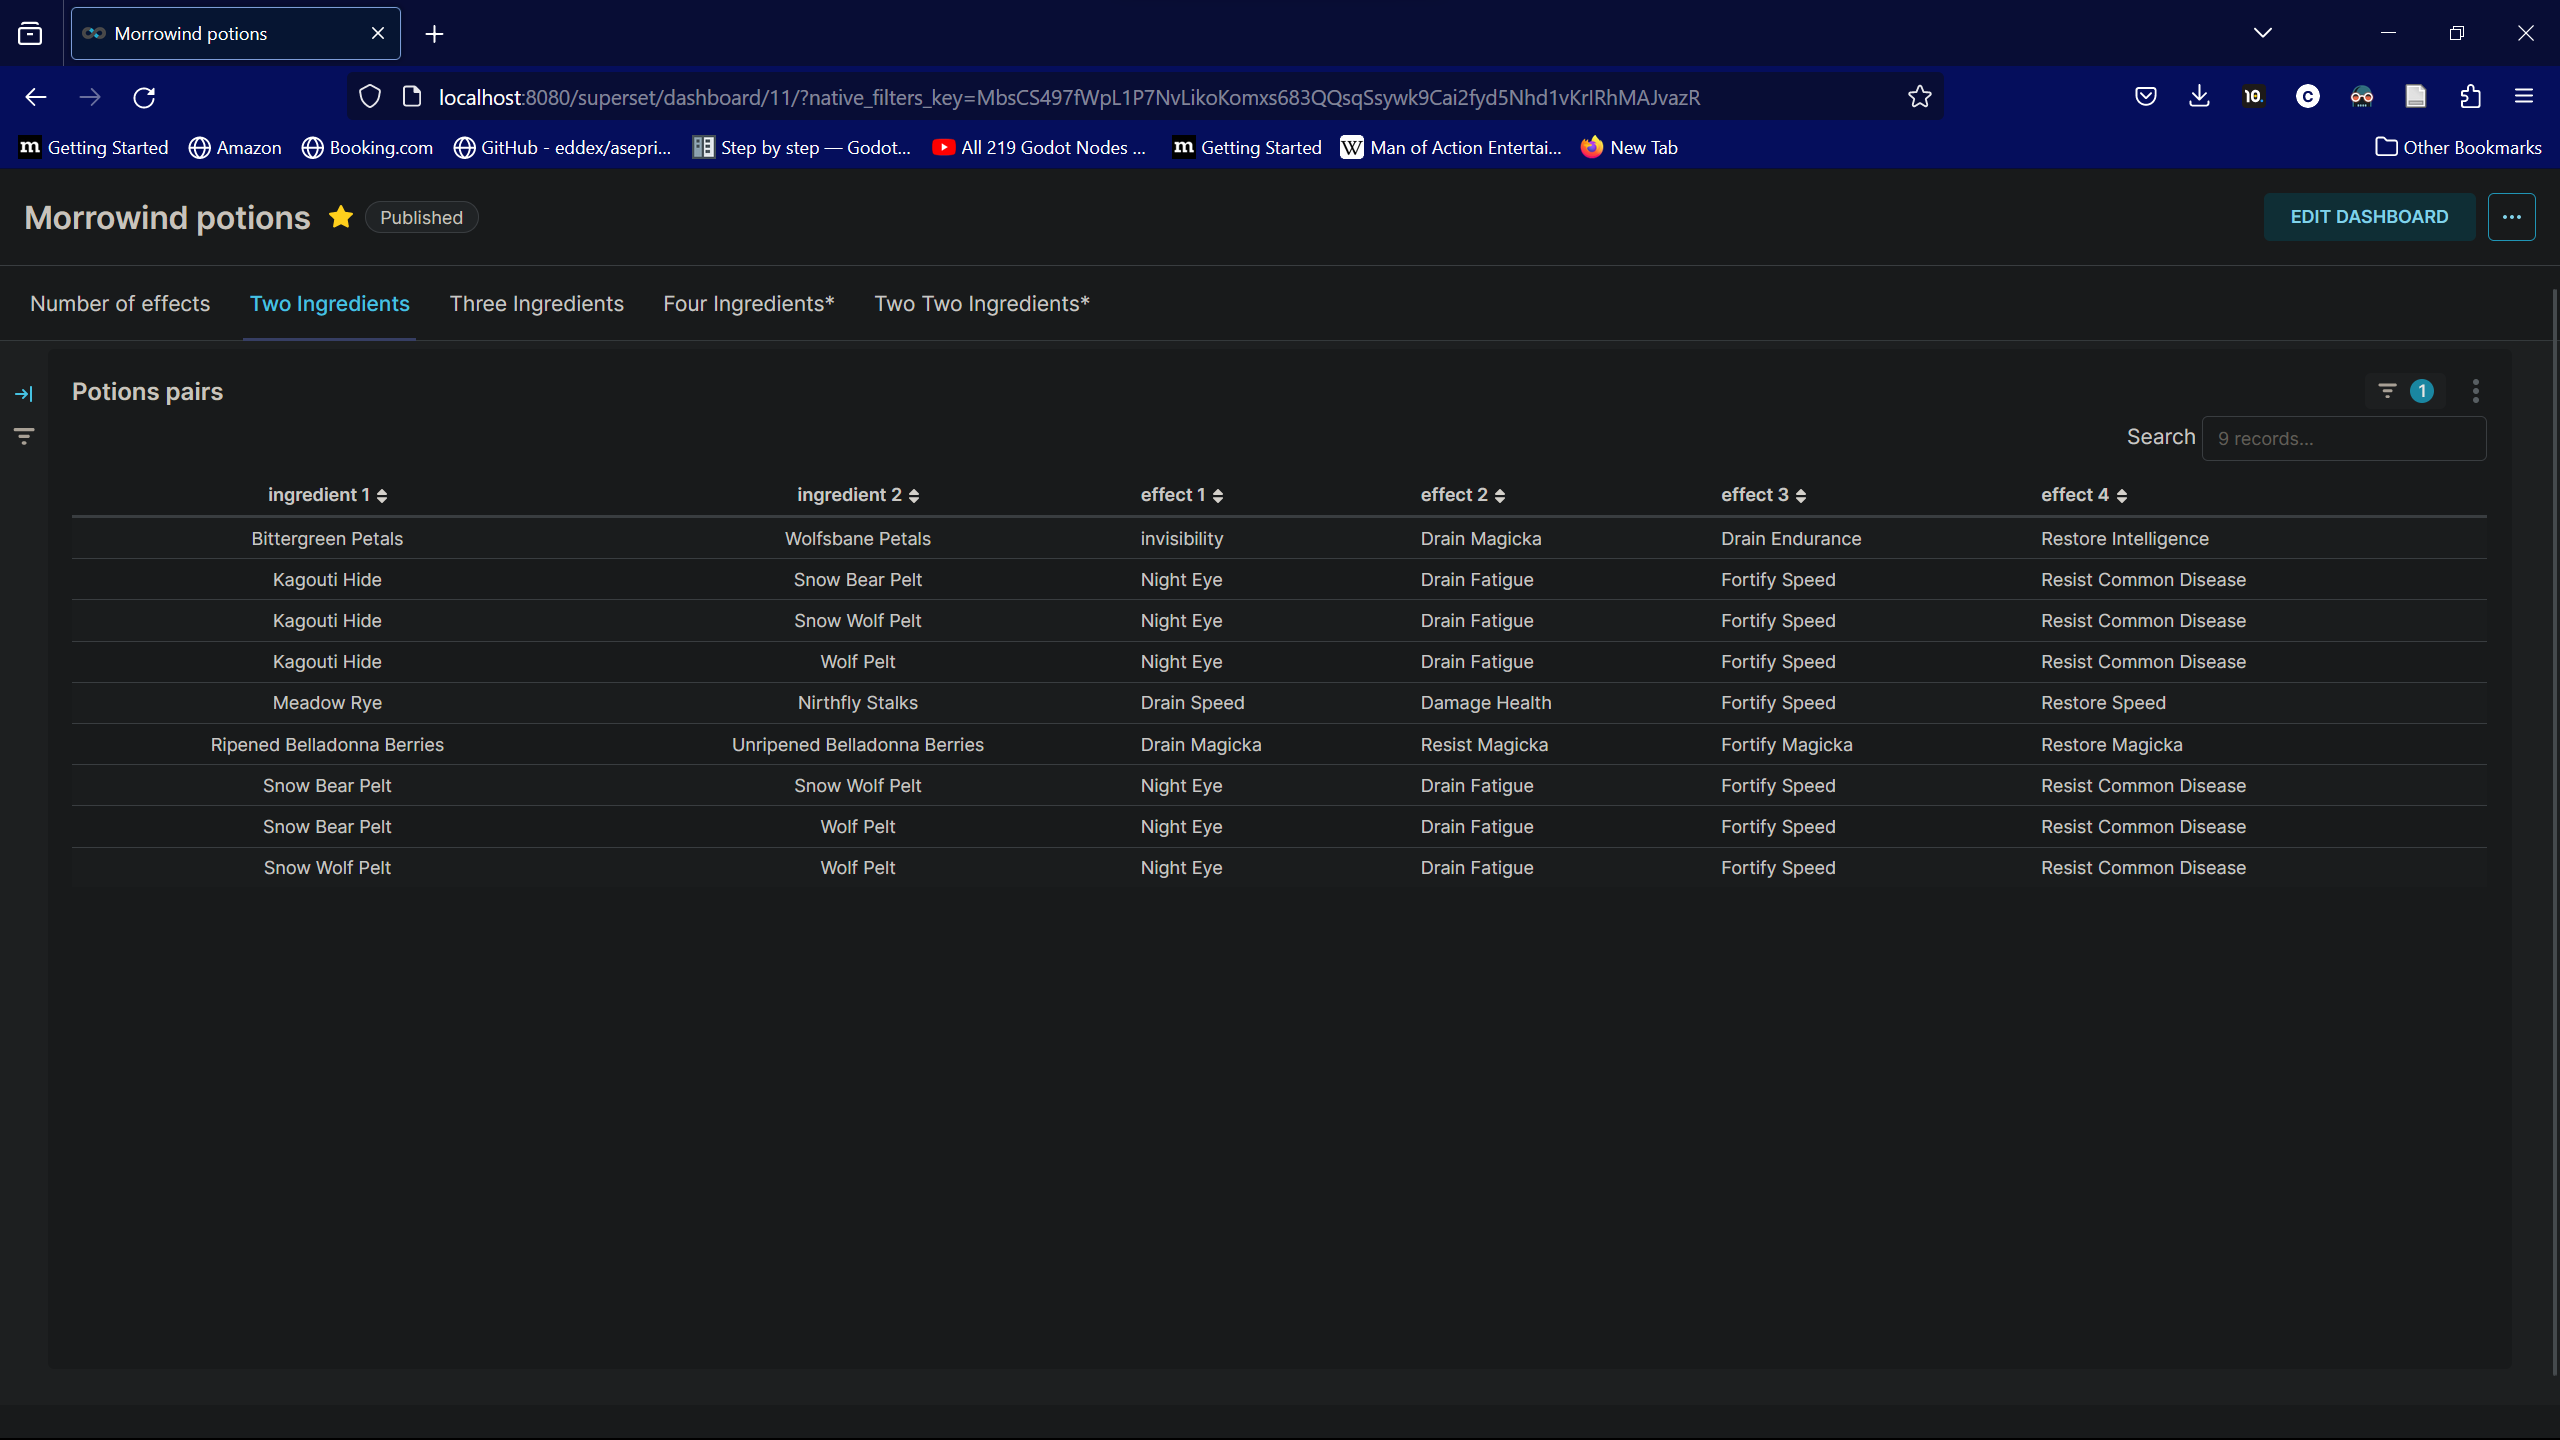 Morrowind potions
localhost:8080/superset/dashboard/11/?native_filters_key=MbsCS497fWpL1P7NvLikoKomxs683QQsqSsywk9Cai2fyd5Nhd1vKrlRhMAJvazR
10.
C
m Getting Started Amazon Booking.com GitHub - eddex/asepri... Step by step — Godot... All 219 Godot Nodes ... m Getting Started W Man of Action Entertai... New Tab Other Bookmarks
Morrowind potions Published EDIT DASHBOARD
Number of effects Two Ingredients Three Ingredients Four Ingredients* Two Two Ingredients*
Potions pairs 1
Search 9 records...
ingredient 1 ingredient 2 effect 1 effect 2 effect 3 effect 4
Bittergreen Petals Wolfsbane Petals invisibility Drain Magicka Drain Endurance Restore Intelligence
Kagouti Hide Snow Bear Pelt Night Eye Drain Fatigue Fortify Speed Resist Common Disease
Kagouti Hide Snow Wolf Pelt Night Eye Drain Fatigue Fortify Speed Resist Common Disease
Kagouti Hide Wolf Pelt Night Eye Drain Fatigue Fortify Speed Resist Common Disease
Meadow Rye Nirthfly Stalks Drain Speed Damage Health Fortify Speed Restore Speed
Ripened Belladonna Berries Unripened Belladonna Berries Drain Magicka Resist Magicka Fortify Magicka Restore Magicka
Snow Bear Pelt Snow Wolf Pelt Night Eye Drain Fatigue Fortify Speed Resist Common Disease
Snow Bear Pelt Wolf Pelt Night Eye Drain Fatigue Fortify Speed Resist Common Disease
Snow Wolf Pelt Wolf Pelt Night Eye Drain Fatigue Fortify Speed Resist Common Disease